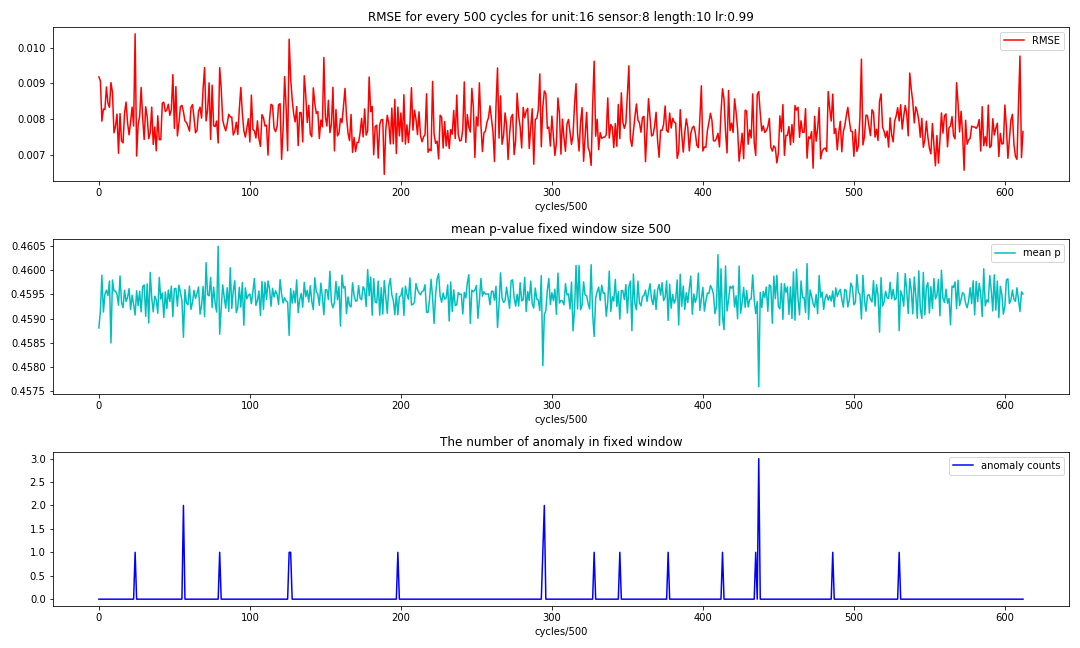 RMSE for every 500 cycles for unit:16 sensor:8 length:10 lr:0.99
RMSE
0.010
0.009
0.008
0.007
0 100 200 300 400 500 600
cycles/500
mean p-value fixed window size 500
mean p
0.4605
0.4600
0.4595
0.4590
0.4585
0.4580
0.4575
0 100 200 300 400 500 600
cycles/500
The number of anomaly in fixed window
anomaly counts
3.0
2.5
2.0
1.5
1.0
0.5
0.0
0 100 200 300 400 500 600
cycles/500